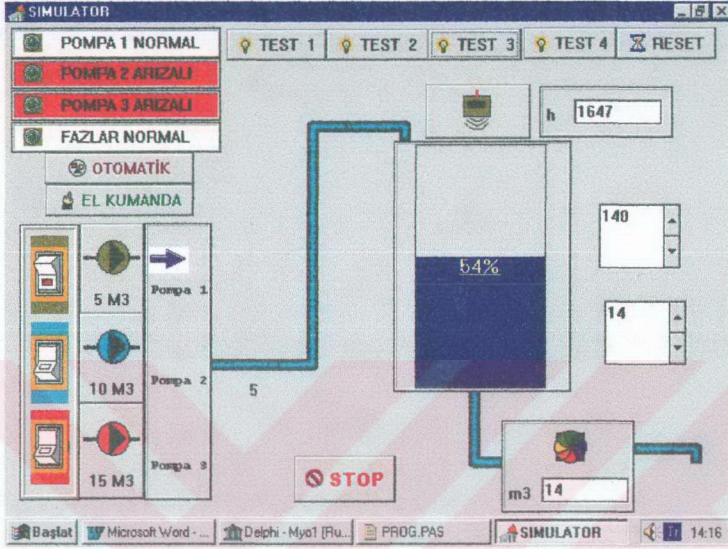 SIMULATOR
POMPA 1 NORMAL
TEST 1
TEST 2
TEST 3
TEST 4
RESET
POMPA 2 ARIZALI
POMPA 3 ARIZALI
FAZLAR NORMAL
h 1647
OTOMATİK
EL KUMANDA
140
54%
Pompa 1
5 M3
14
Pompa 2
10 M3
5
Pompa 3
15 M3
STOP
m3 14
Başlat
Microsoft Word - ...
Delphi - Myo1 [Ru...
PROG.PAS
SIMULATOR
Tr
14:16